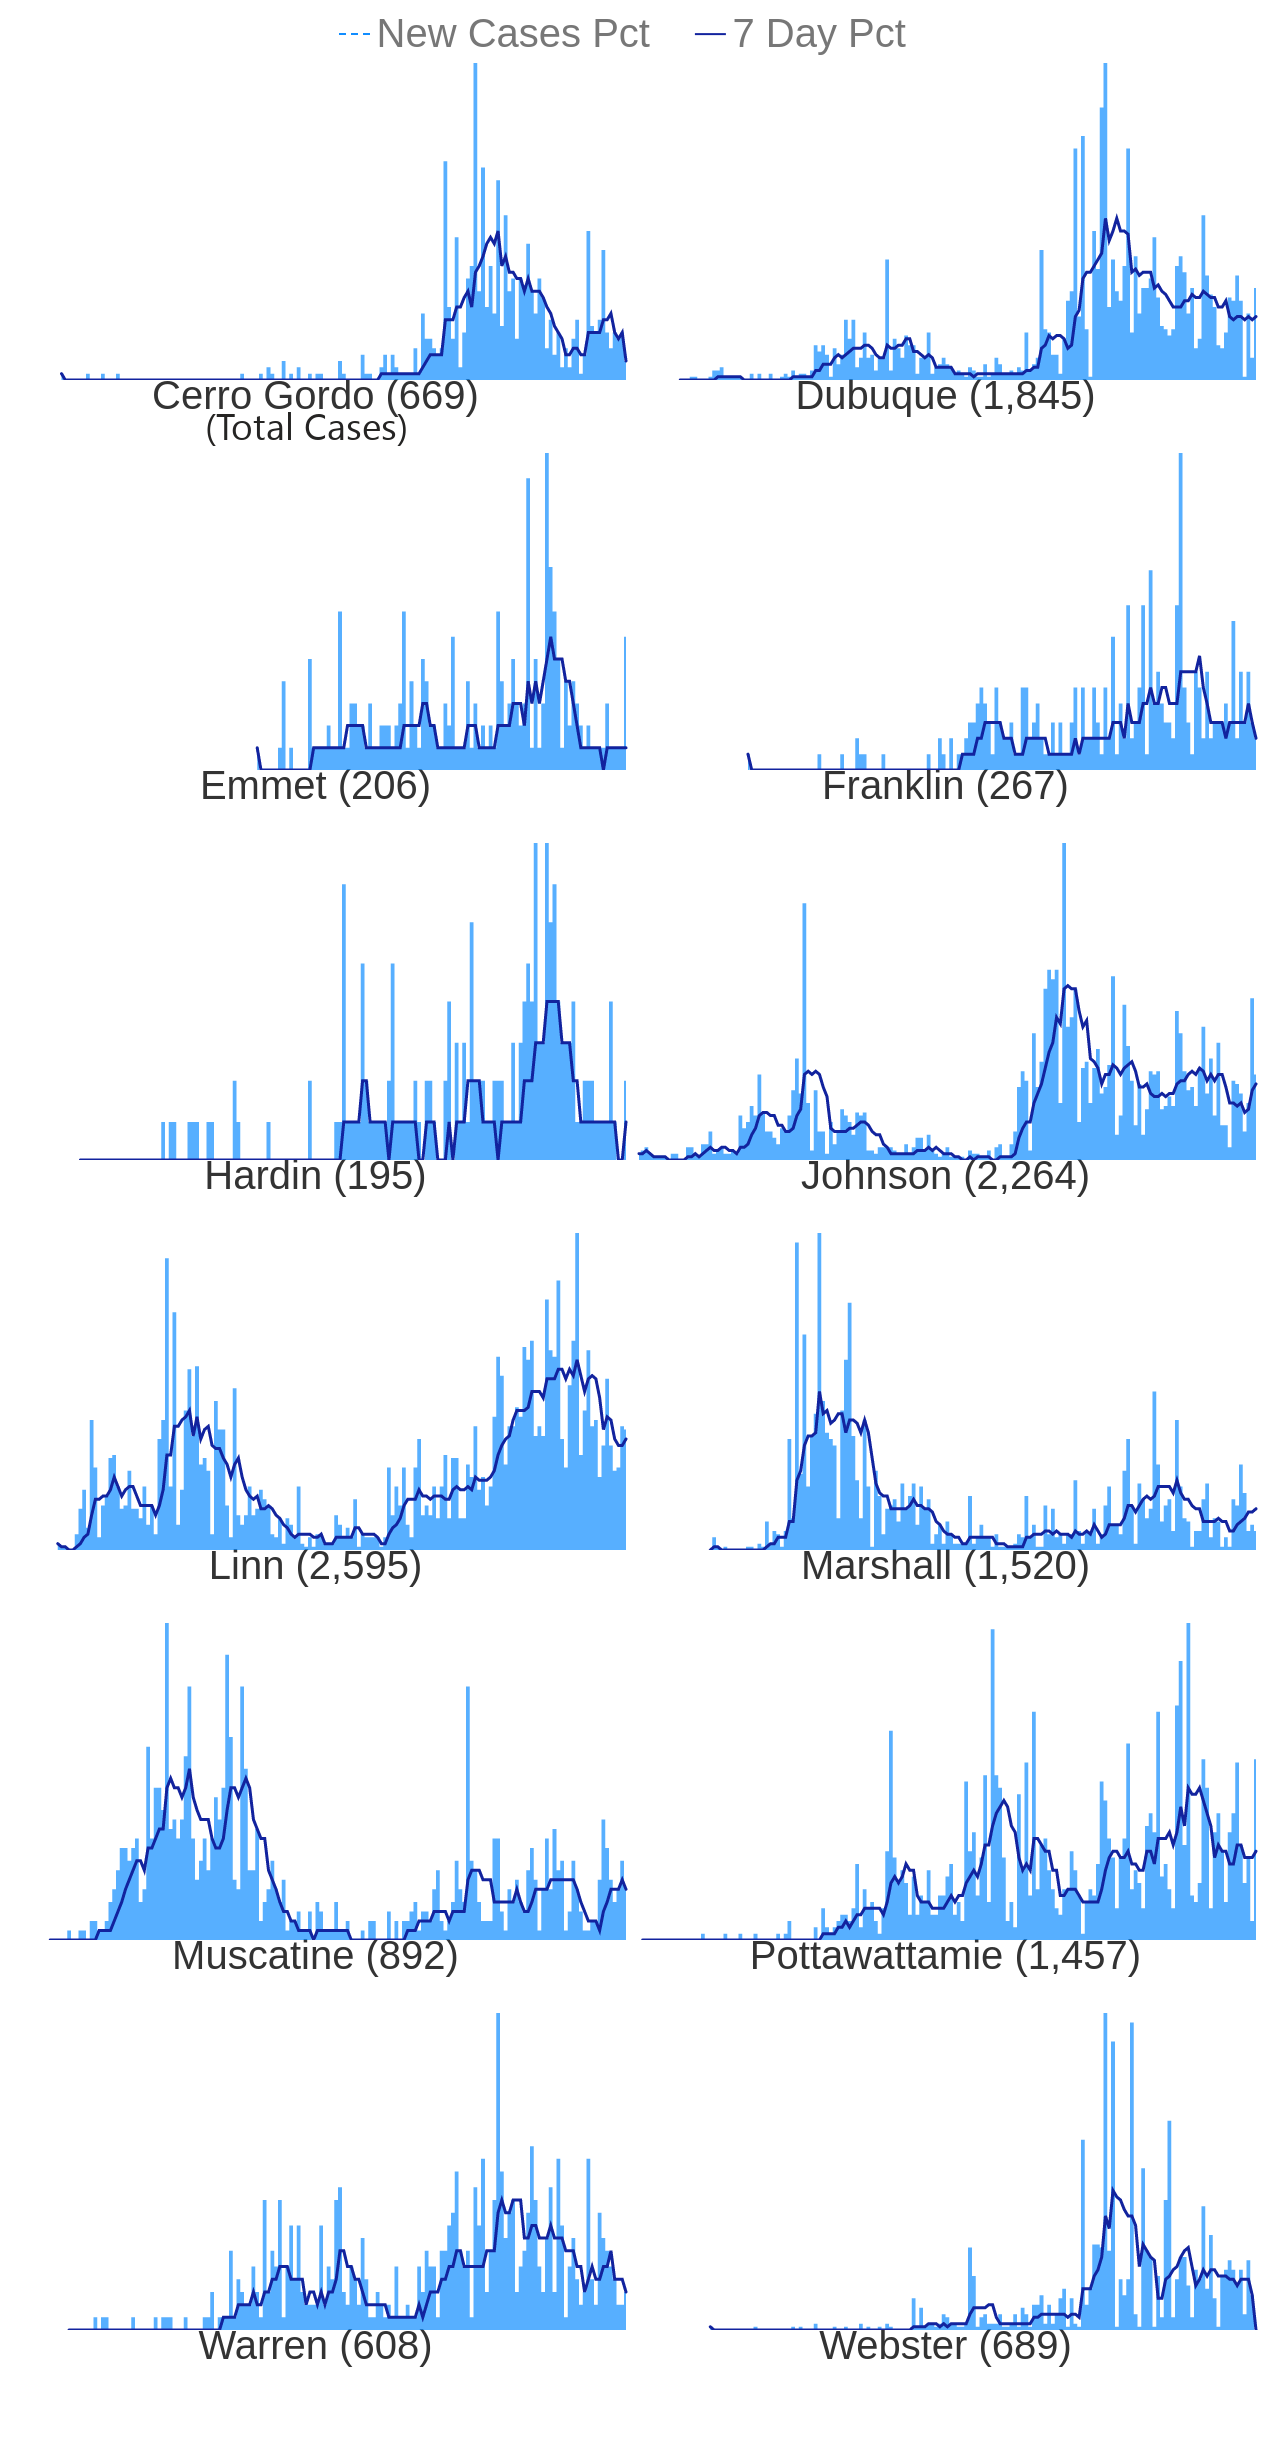 New Cases Pct 7 Day Pct
Cerro Gordo (669) Dubuque (1,845)
(Total Cases)
Emmet (206) Franklin (267)
Hardin (195) Johnson (2,264)
Linn (2,595) Marshall (1,520)
Muscatine (892) Pottawattamie (1,457)
Warren (608) Webster (689)